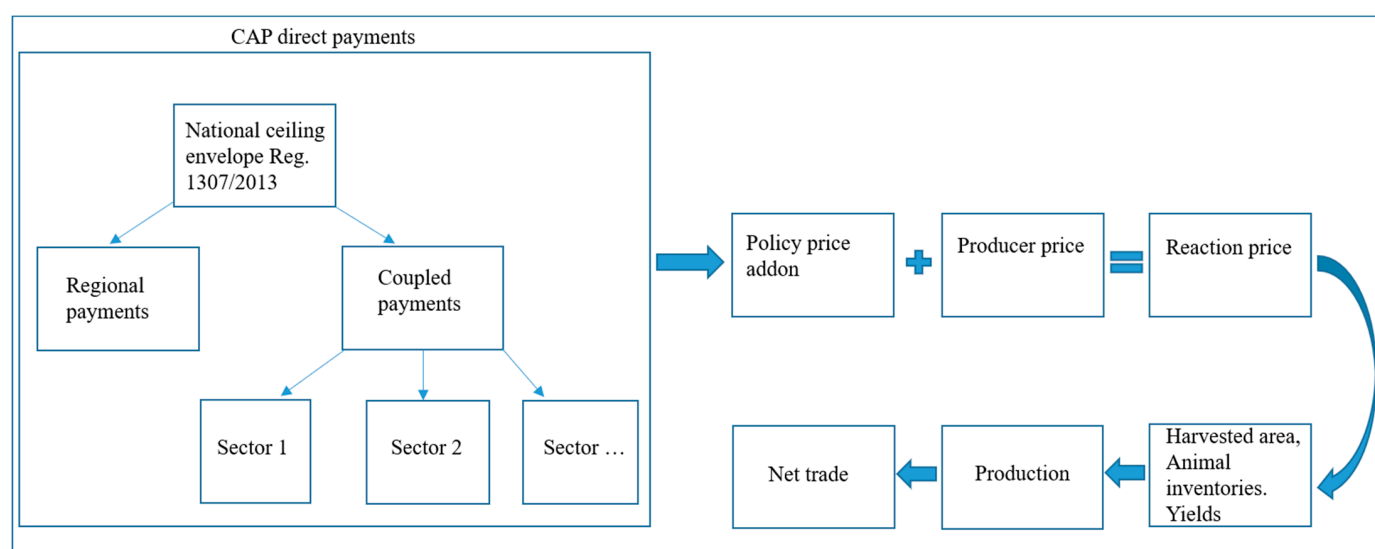 CAP direct payments
National ceiling
envelope Reg.
1307/2013
Regional
payments
Coupled
payments
Sector 1
Sector 2
Sector …
Policy price
addon
Producer price
Reaction price
Harvested area,
Animal
inventories.
Yields
Production
Net trade